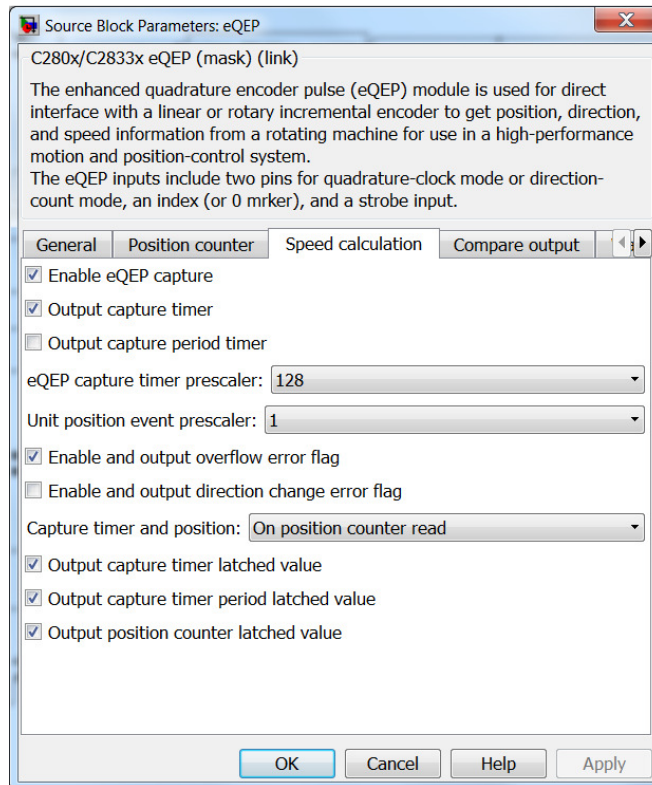 Source Block Parameters: eQEP
C280x/C2833x eQEP (mask) (link)
The enhanced quadrature encoder pulse (eQEP) module is used for direct
interface with a linear or rotary incremental encoder to get position, direction,
and speed information from a rotating machine for use in a high-performance
motion and position-control system.
The eQEP inputs include two pins for quadrature-clock mode or direction-
count mode, an index (or 0 mrker), and a strobe input.
General Position counter Speed calculation Compare output
Enable eQEP capture
Output capture timer
Output capture period timer
eQEP capture timer prescaler: 128
Unit position event prescaler: 1
Enable and output overflow error flag
Enable and output direction change error flag
Capture timer and position: On position counter read
Output capture timer latched value
Output capture timer period latched value
Output position counter latched value
OK Cancel Help Apply